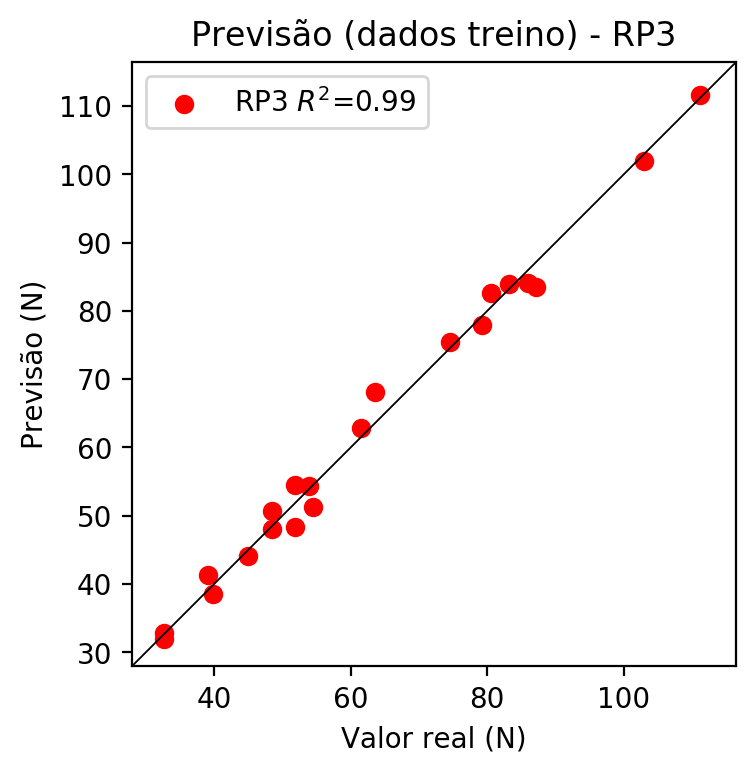 Previsão (dados treino) - RP3
RP3 R²=0.99
110
100
90
80
70
60
50
40
30
Previsão (N)
40 60 80 100
Valor real (N)